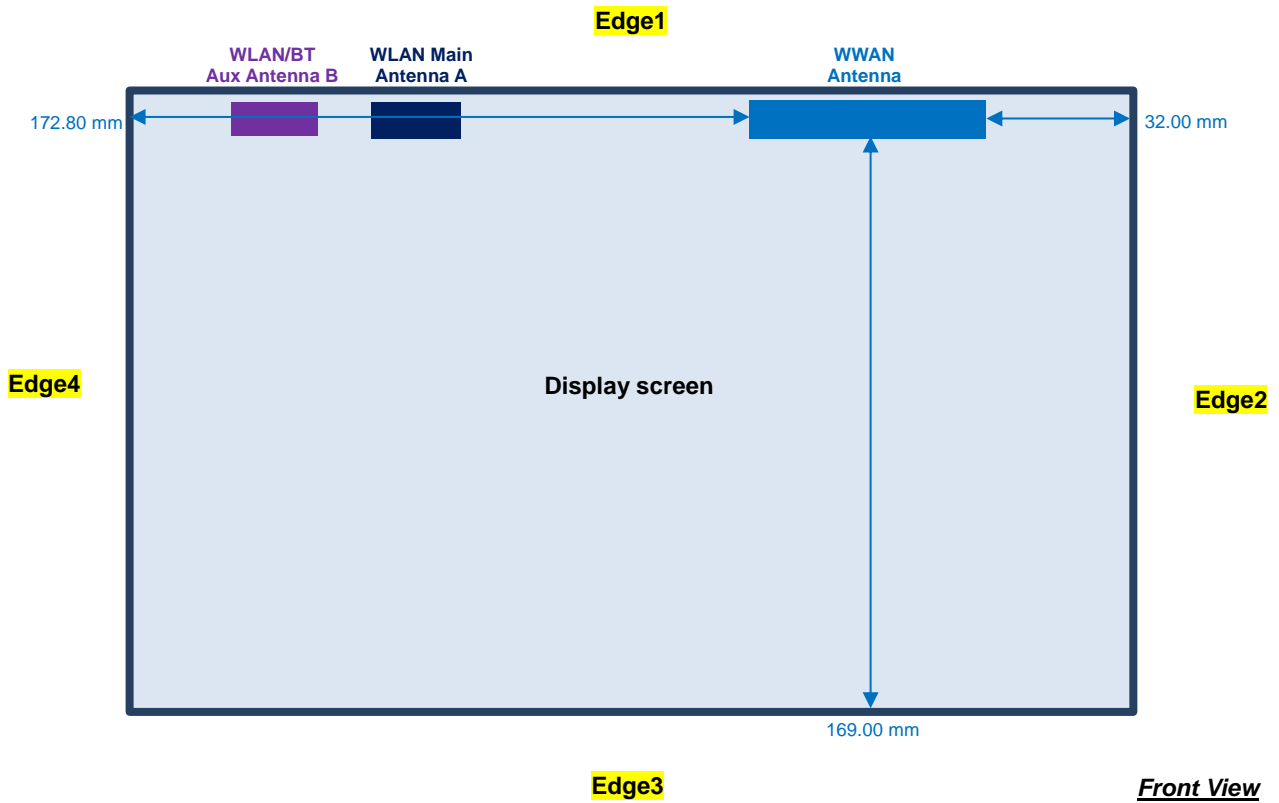 Edge1
WLAN/BT
Aux Antenna B
WLAN Main
Antenna A
WWAN
Antenna
172.80 mm
32.00 mm
Edge4
Display screen
Edge2
169.00 mm
Edge3
Front View